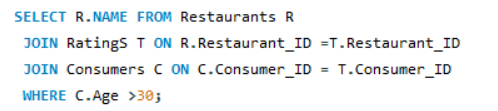 SELECT R.NAME FROM Restaurants R
JOIN RatingS T ON R.Restaurant_ID =T.Restaurant_ID
JOIN Consumers C ON C.Consumer_ID = T.Consumer_ID
WHERE C.Age >30;